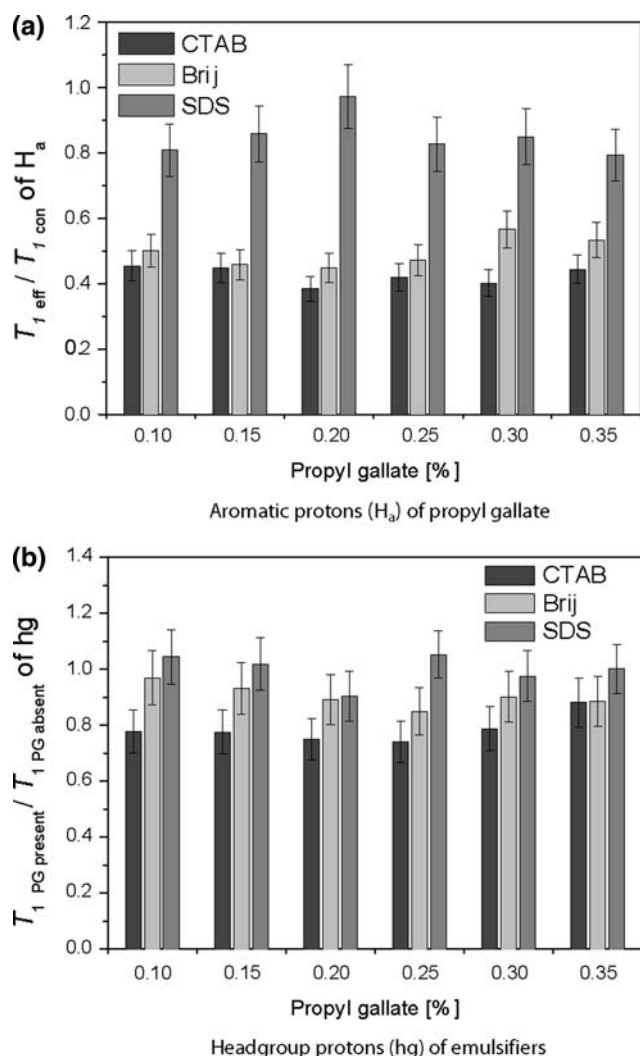 (a)
CTAB
Brij
SDS
T1 eff / T1 con of Ha
1.2
1.0
0.8
0.6
0.4
0.2
0.0
0.10 0.15 0.20 0.25 0.30 0.35
Propyl gallate [%]
Aromatic protons (Ha) of propyl gallate
(b)
CTAB
Brij
SDS
T1 PG present / T1 PG absent of hg
1.4
1.2
1.0
0.8
0.6
0.4
0.2
0.0
0.10 0.15 0.20 0.25 0.30 0.35
Propyl gallate [%]
Headgroup protons (hg) of emulsifiers